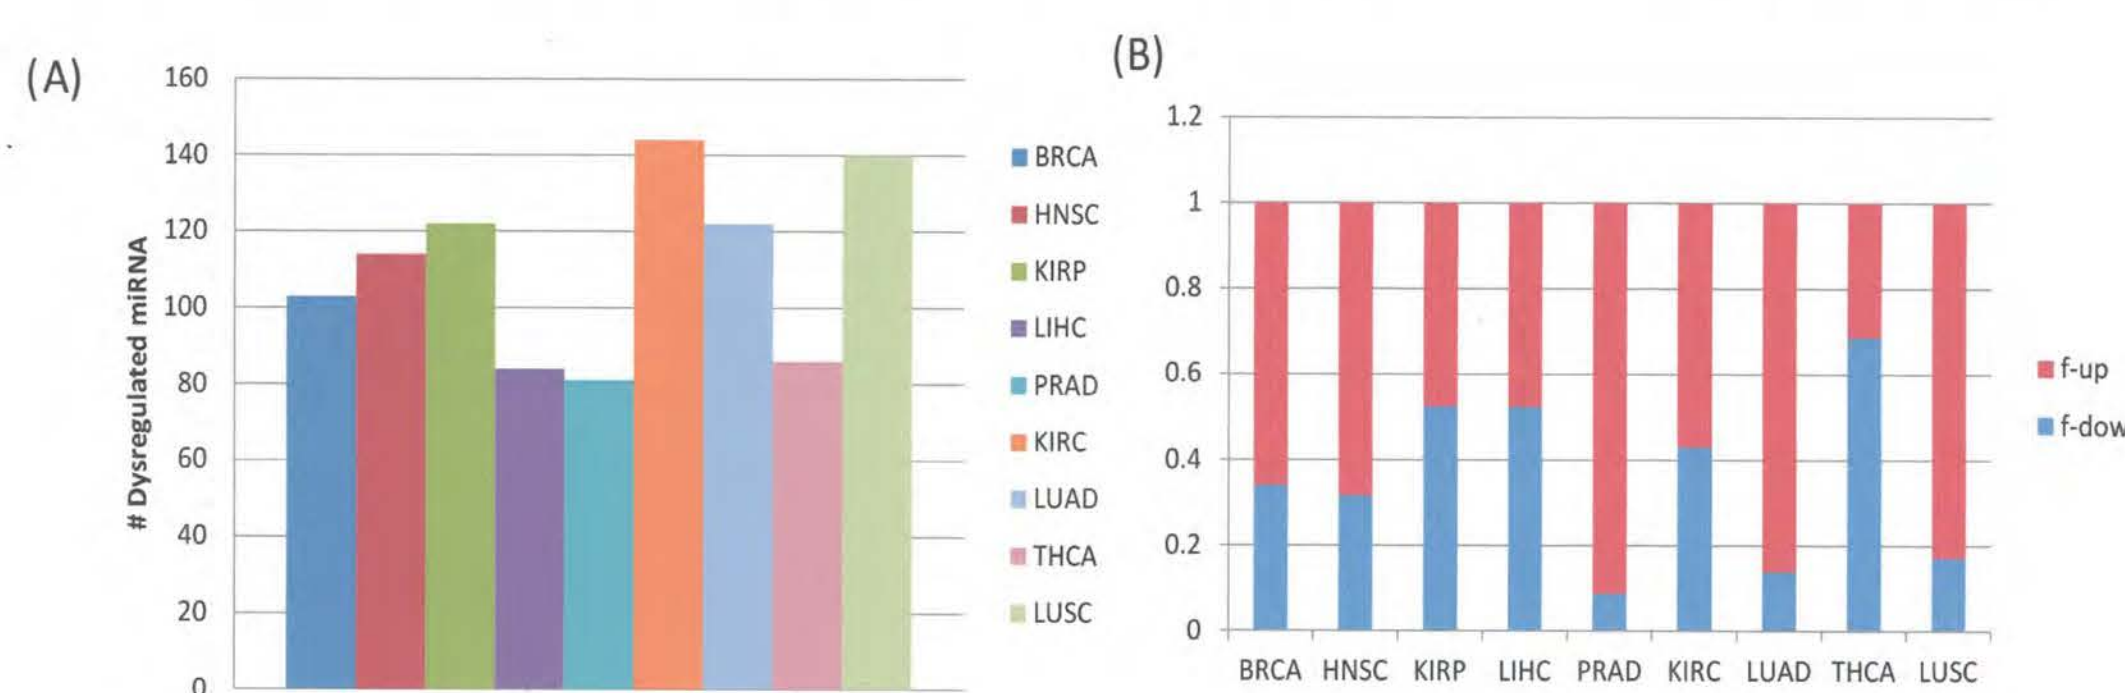 (A)
160
140
120
100
80
60
40
20
0
# Dysregulated miRNA
BRCA
HNSC
KIRP
LIHC
PRAD
KIRC
LUAD
THCA
LUSC
(B)
1.2
1
0.8
0.6
0.4
0.2
0
BRCA HNSC KIRP LIHC PRAD KIRC LUAD THCA LUSC
f-up
f-dow